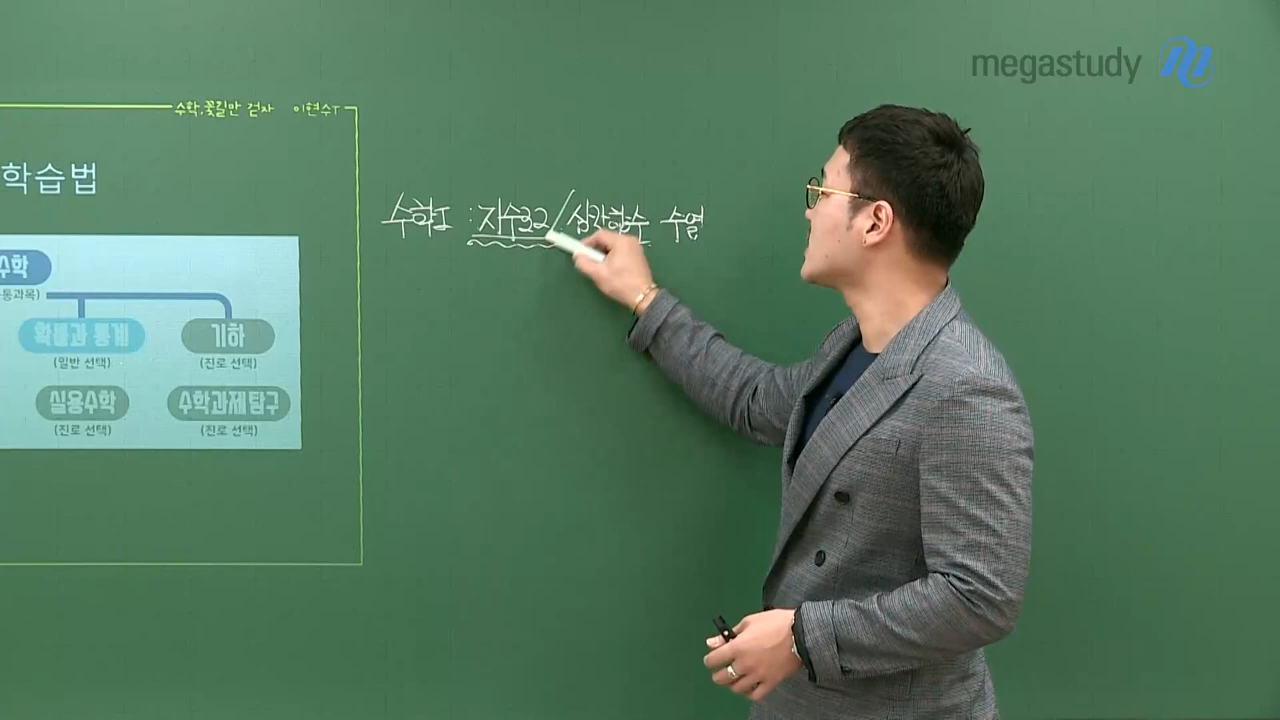 megastudy
수학, 꽃길만 걷자 이현수T
학습법
수학I : 지수로그/삼각함수 수열
수학
통과목)
확률과 통계 기하
(일반 선택) (진로 선택)
실용수학 수학과제탐구
(진로 선택) (진로 선택)